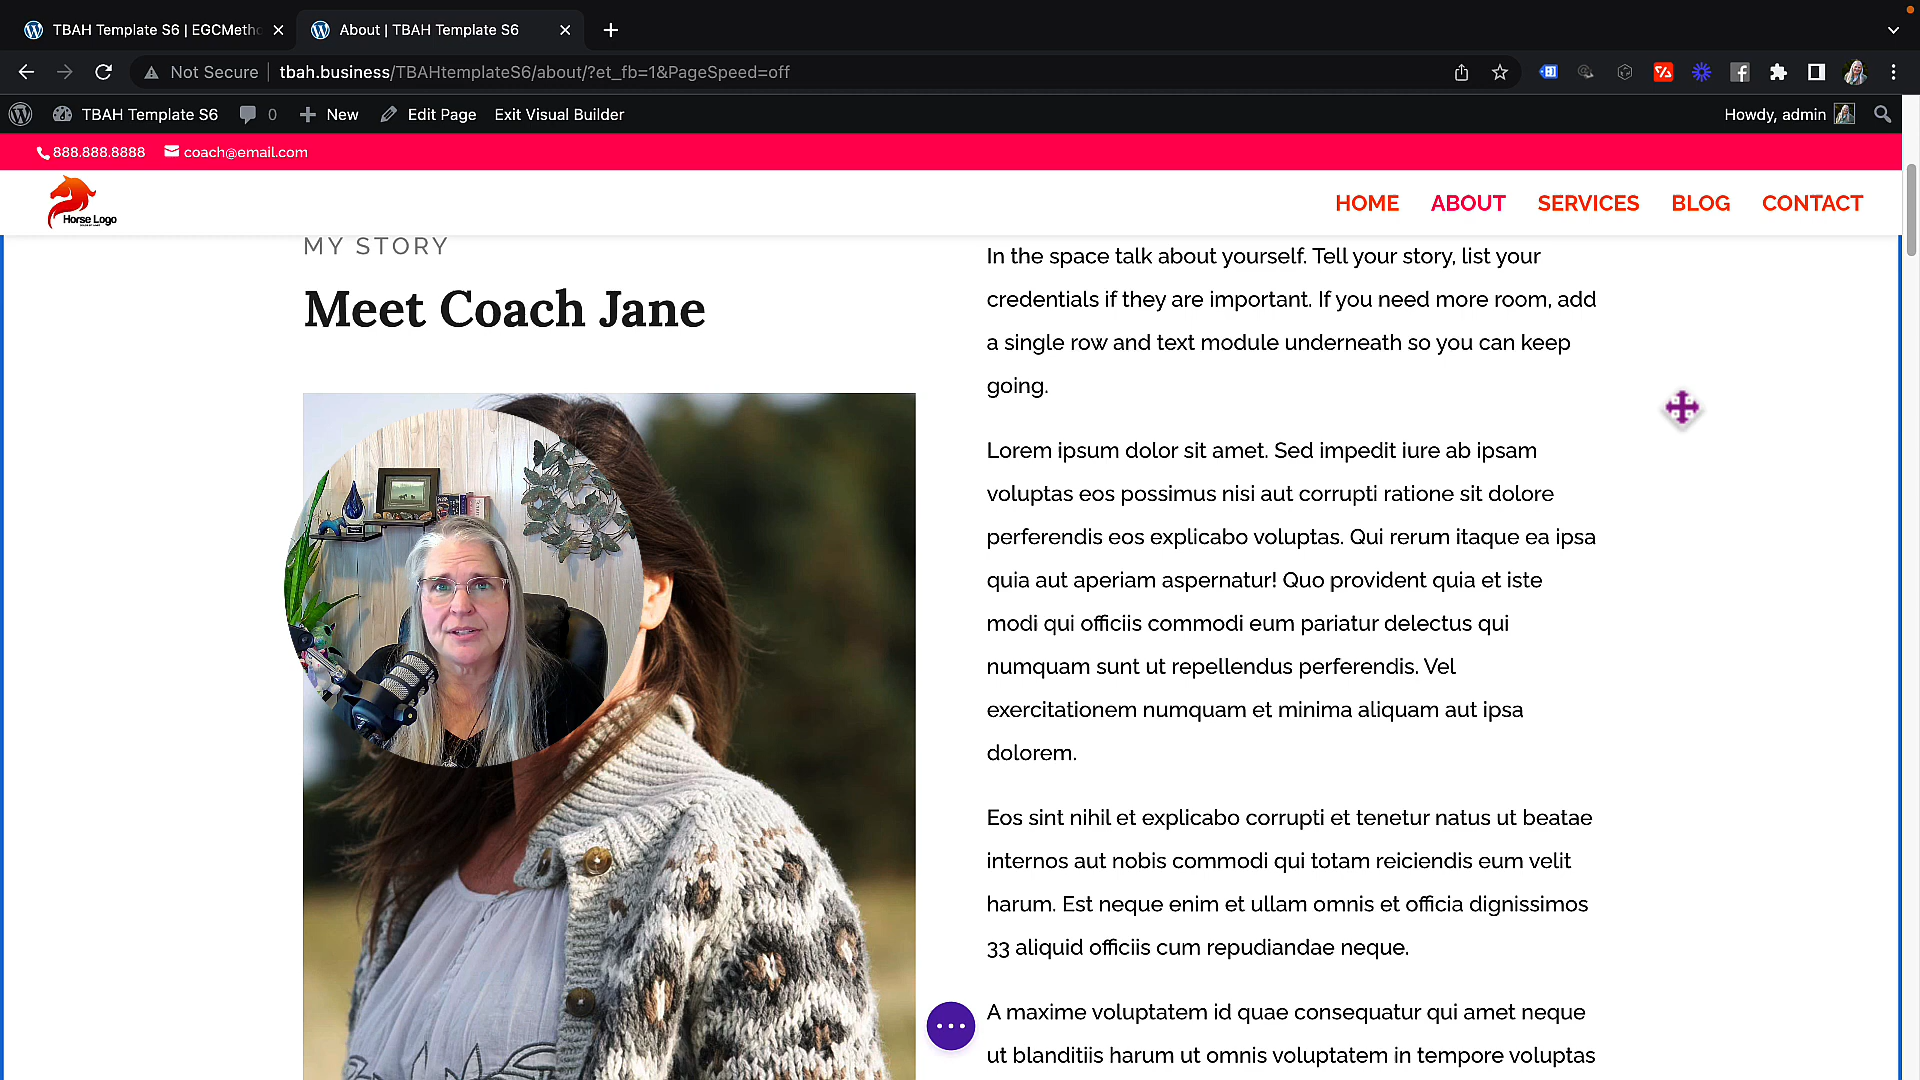 TBAH Template S6 | EGCMetho
About | TBAH Template S6
Not Secure
tbah.business/TBAHtemplateS6/about/?et_fb=1&PageSpeed=off
TBAH Template S6
0
New
Edit Page
Exit Visual Builder
Howdy, admin
888.888.8888
coach@email.com
Horse Logo
HOME
ABOUT
SERVICES
BLOG
CONTACT
MY STORY
Meet Coach Jane
In the space talk about yourself. Tell your story, list your
credentials if they are important. If you need more room, add
a single row and text module underneath so you can keep
going.
Lorem ipsum dolor sit amet. Sed impedit iure ab ipsam
voluptas eos possimus nisi aut corrupti ratione sit dolore
perferendis eos explicabo voluptas. Qui rerum itaque ea ipsa
quia aut aperiam aspernatur! Quo provident quia et iste
modi qui officiis commodi eum pariatur delectus qui
numquam sunt ut repellendus perferendis. Vel
exercitationem numquam et minima aliquam aut ipsa
dolorem.
Eos sint nihil et explicabo corrupti et tenetur natus ut beatae
internos aut nobis commodi qui totam reiciendis eum velit
harum. Est neque enim et ullam omnis et officia dignissimos
33 aliquid officiis cum repudiandae neque.
A maxime voluptatem id quae consequatur qui amet neque
ut blanditiis harum ut omnis voluptatem in tempore voluptas